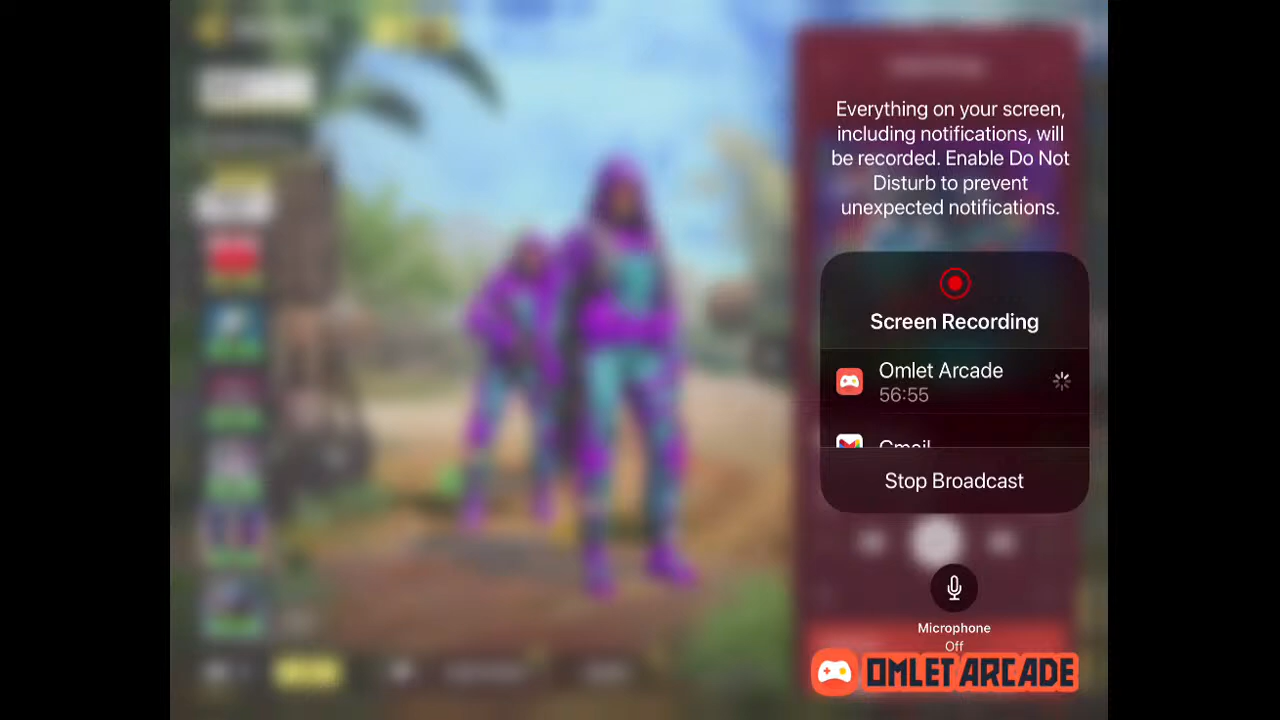 Everything on your screen,
including notifications, will
be recorded. Enable Do Not
Disturb to prevent
unexpected notifications.
Screen Recording
Omlet Arcade
56:55
Gmail
Stop Broadcast
Microphone
Off
OMLET ARCADE